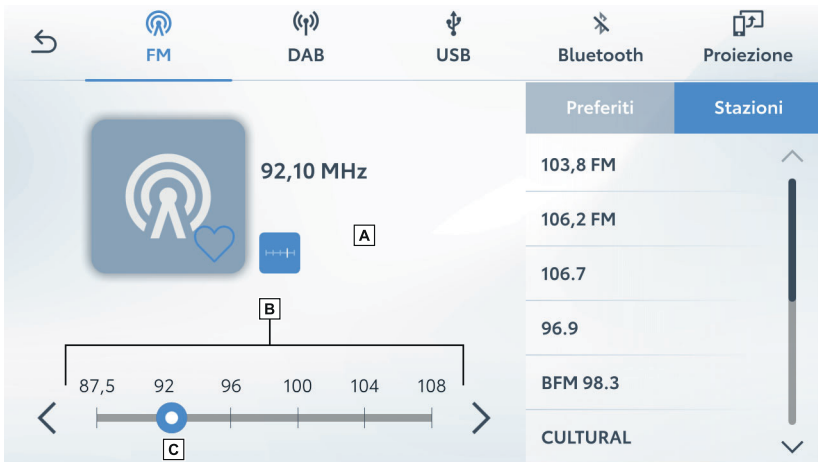 FM DAB USB Bluetooth Proiezione
Preferiti Stazioni
92,10 MHz
A
B
87,5 92 96 100 104 108
C
103,8 FM
106,2 FM
106.7
96.9
BFM 98.3
CULTURAL